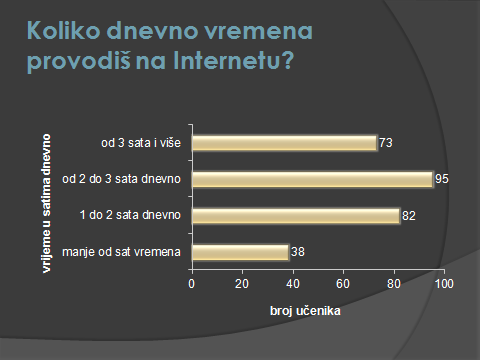 Koliko dnevno vremena
provodiš na Internetu?
vrijeme u satima dnevno
od 3 sata i više
73
od 2 do 3 sata dnevno
95
1 do 2 sata dnevno
82
manje od sat vremena
38
0 20 40 60 80 100
broj učenika